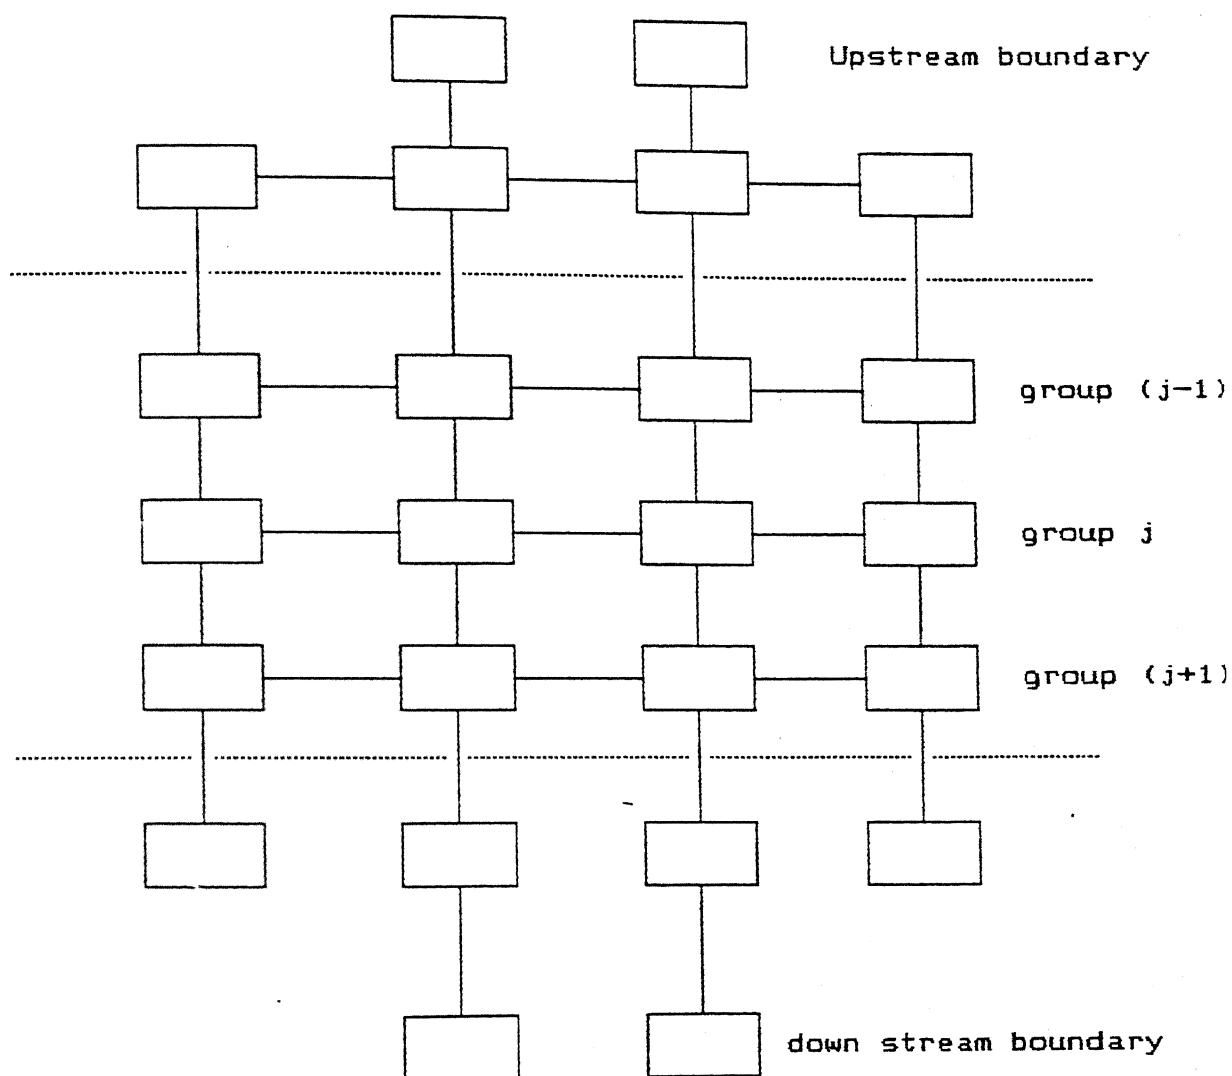 Upstream boundary
group (j-1)
group j
group (j+1)
down stream boundary